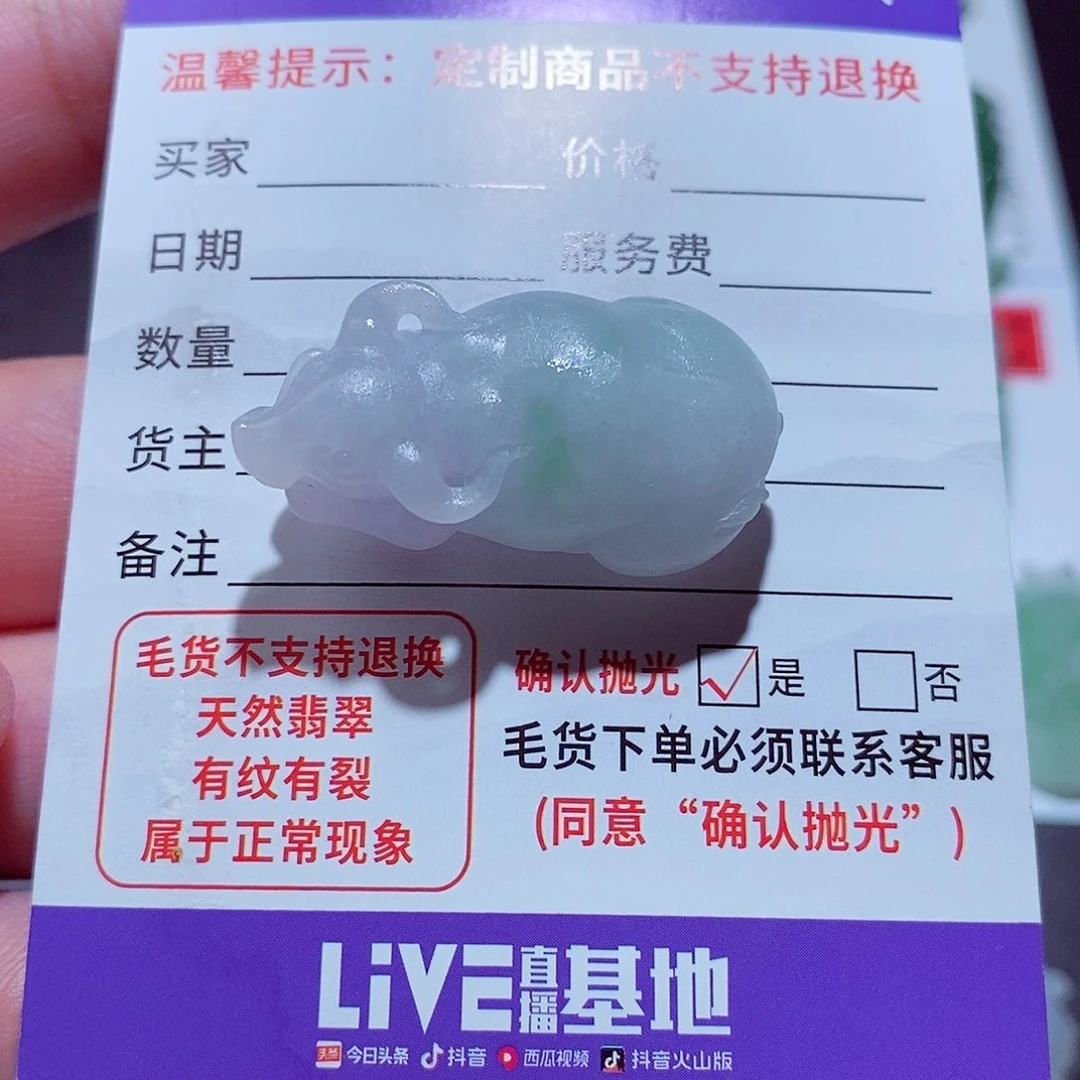 温馨提示：定制商品不支持退换
买家 价格
日期 服务费
数量
货主
备注
毛货不支持退换
天然翡翠
有纹有裂
属于正常现象
确认抛光 是 否
毛货下单必须联系客服
(同意“确认抛光”)
LiVE直播基地
头条 今日头条 抖音 西瓜视频 抖音火山版